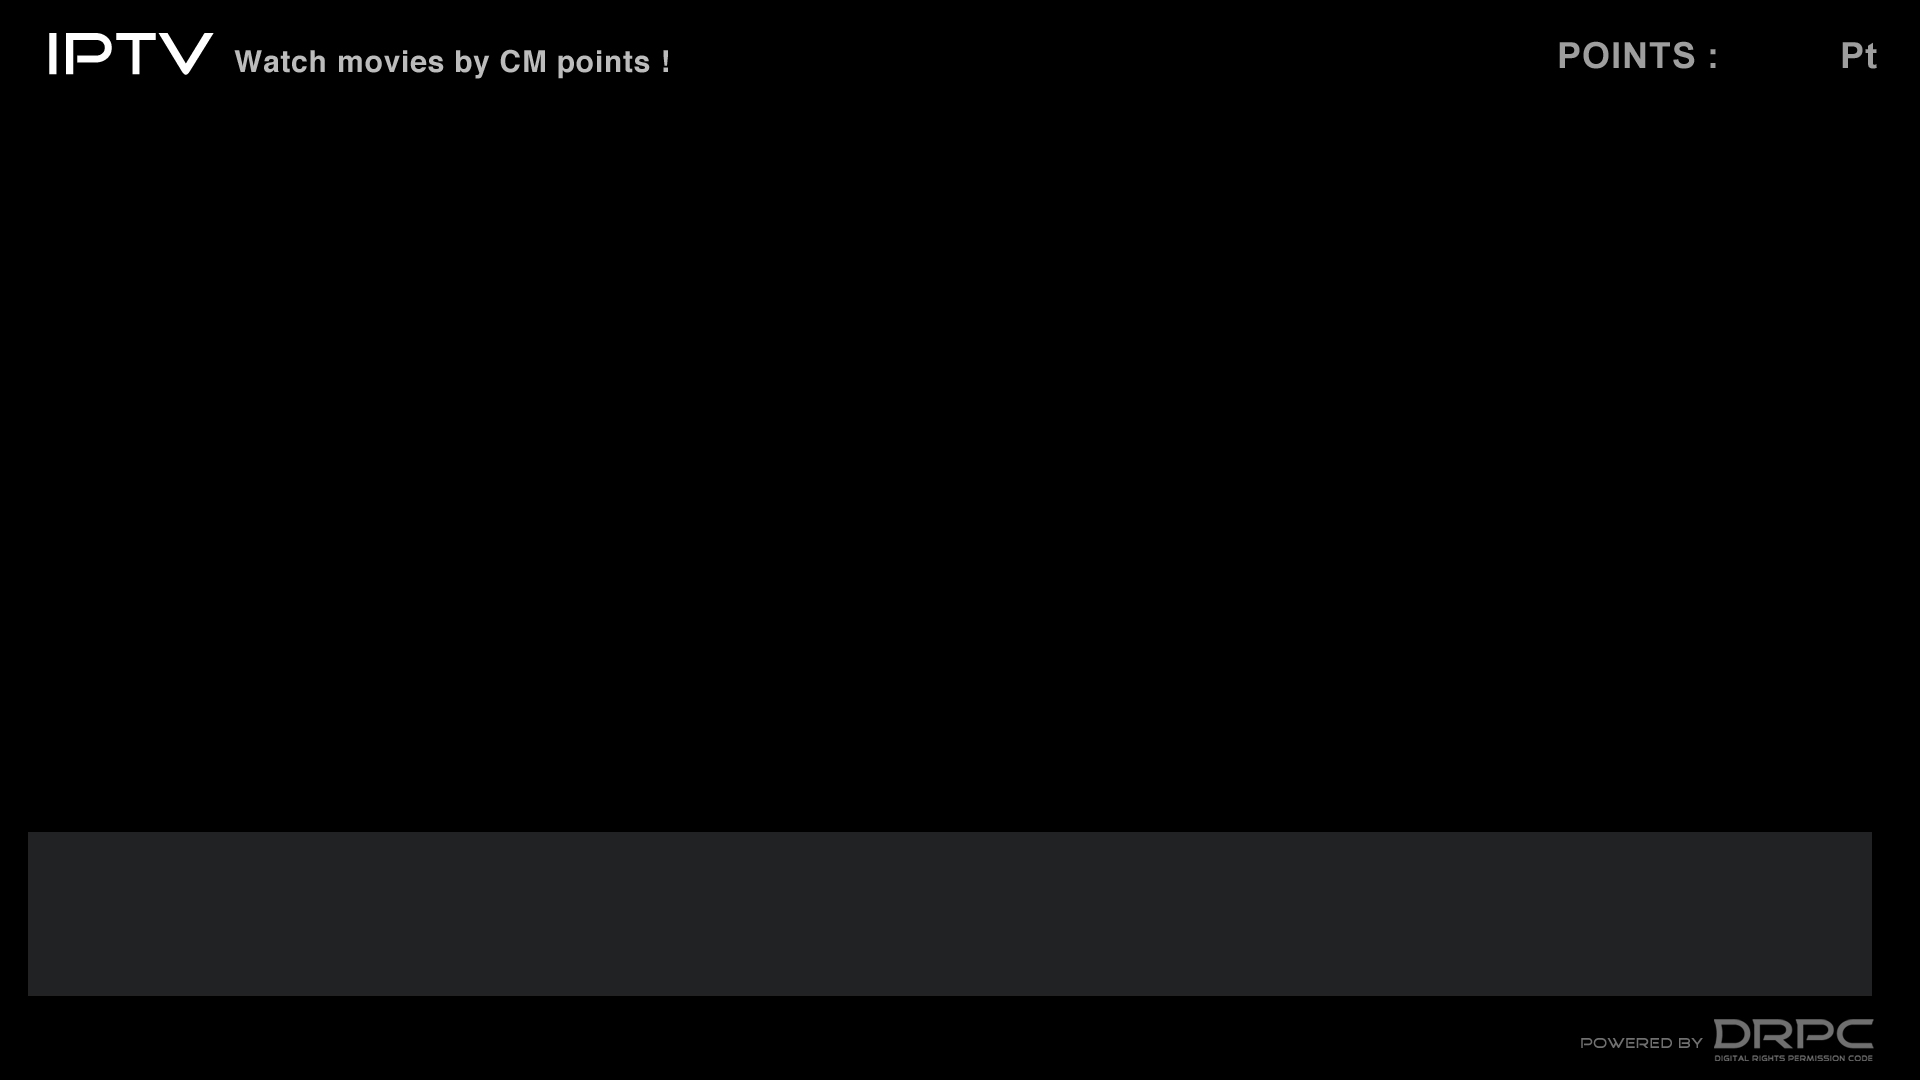 IPTV Watch movies by CM points !
POINTS : Pt
POWERED BY DRPC
DIGITAL RIGHTS PERMISSION CODE